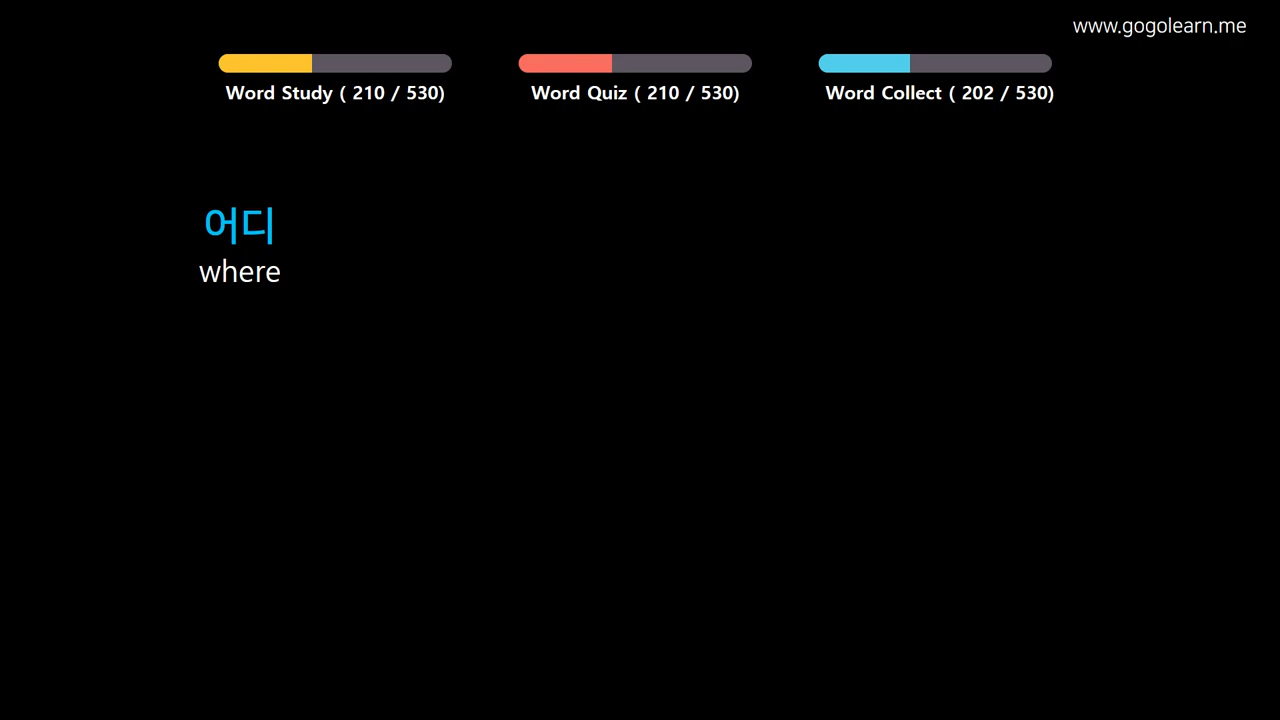 www.gogolearn.me
Word Study ( 210 / 530)
Word Quiz ( 210 / 530)
Word Collect ( 202 / 530)
어디
where